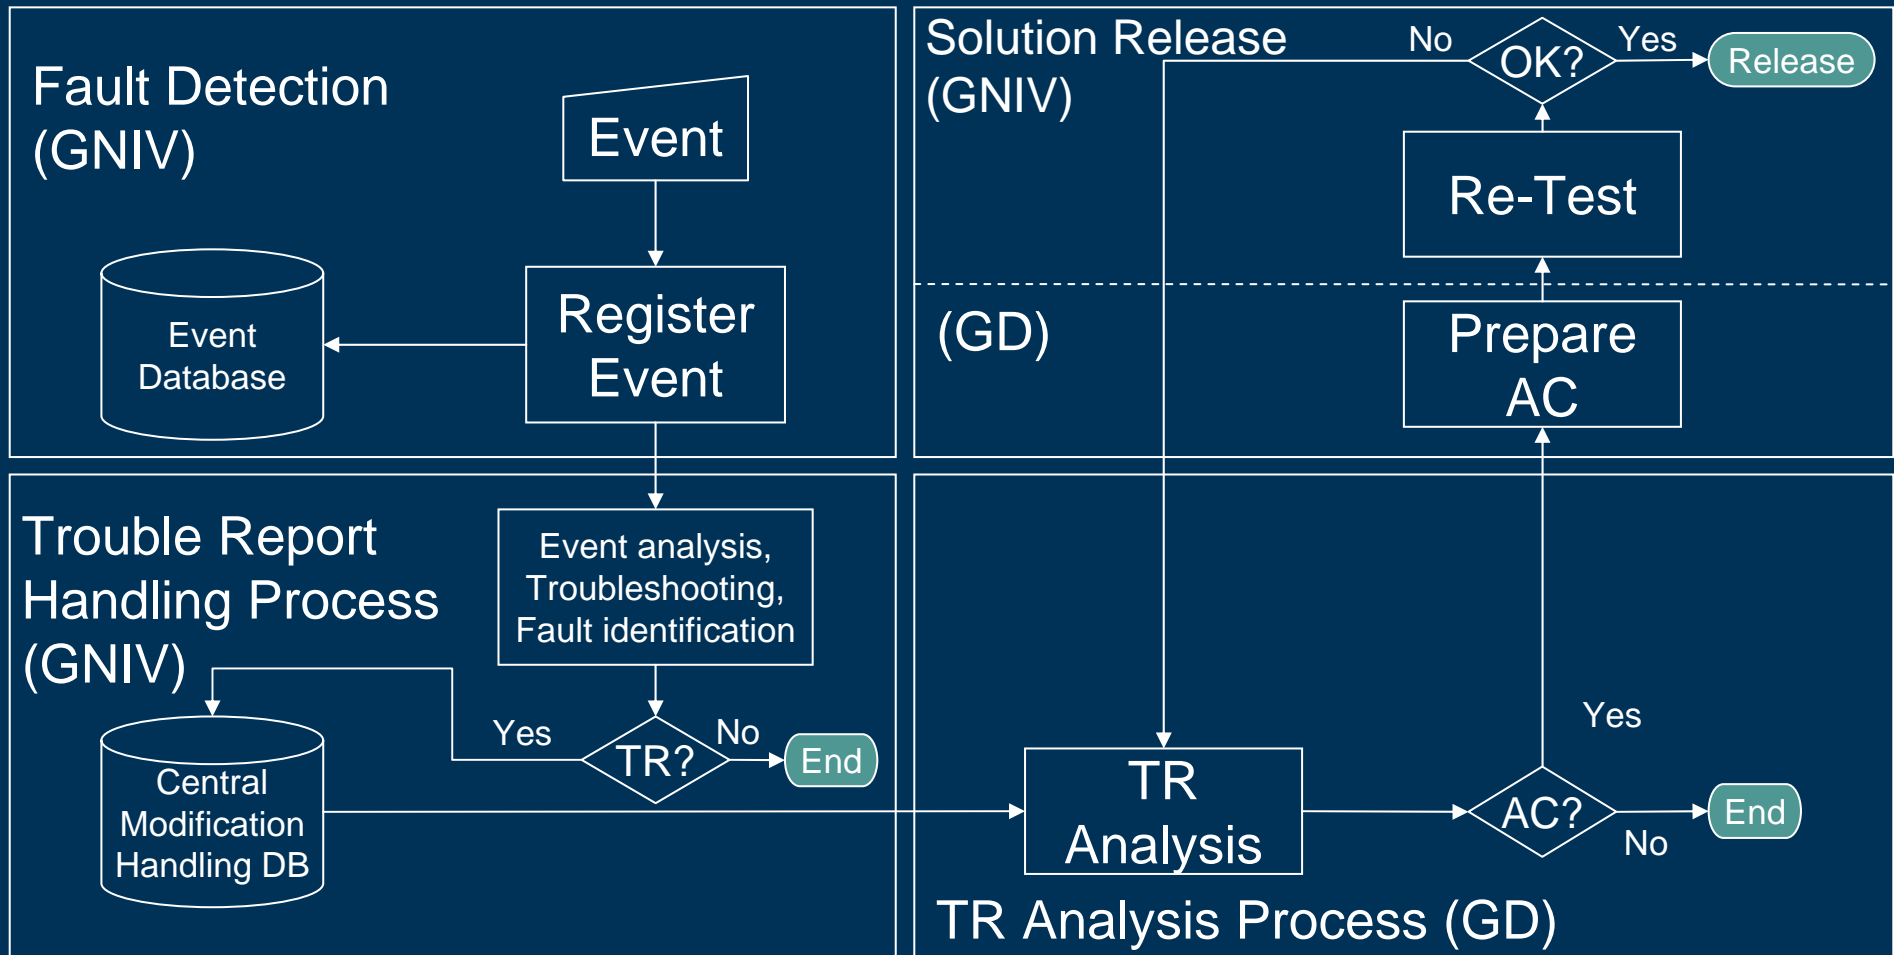 Fault Detection
(GNIV)
Event
Register
Event
Event
Database
Solution Release
(GNIV)
No
OK?
Yes
Release
Re-Test
(GD)
Prepare
AC
Trouble Report
Handling Process
(GNIV)
Event analysis,
Troubleshooting,
Fault identification
Yes
TR?
No
End
Central
Modification
Handling DB
TR
Analysis
Yes
AC?
No
End
TR Analysis Process (GD)